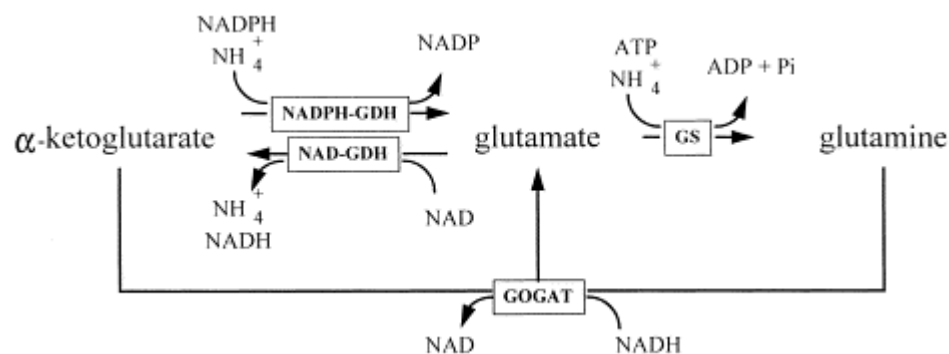 NADPH
NH4+
NADP
NADPH-GDH
ATP
NH4+
ADP + Pi
α-ketoglutarate
glutamate
GS
glutamine
NAD-GDH
NH4+
NADH
NAD
GOGAT
NAD
NADH